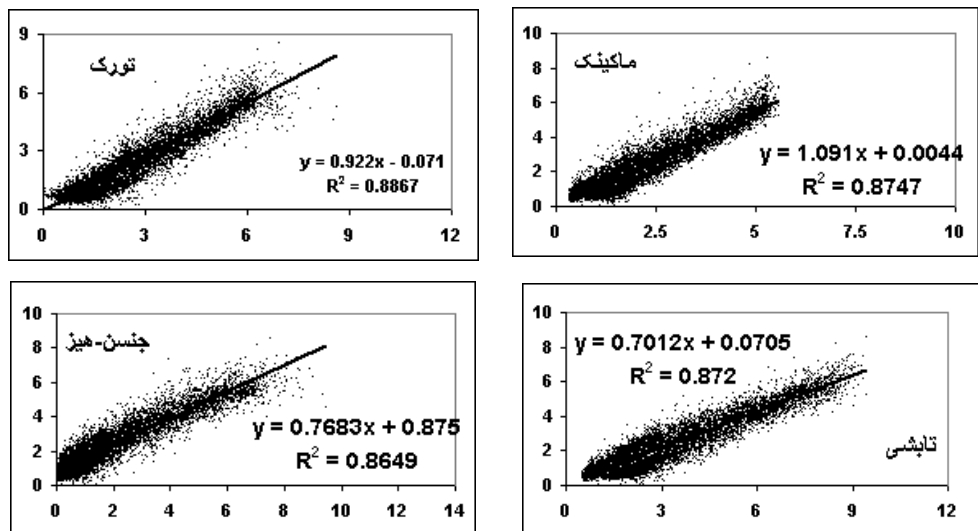 9
6
3
0
تورک
y = 0.922x - 0.071
R² = 0.8867
0 3 6 9 12
10
8
6
4
2
0
ماکینک
y = 1.091x + 0.0044
R² = 0.8747
0 2.5 5 7.5 10
10
8
6
4
2
0
جنسن-هیز
y = 0.7683x + 0.875
R² = 0.8649
0 2 4 6 8 10 12 14
10
8
6
4
2
0
y = 0.7012x + 0.0705
R² = 0.872
تابشی
0 3 6 9 12